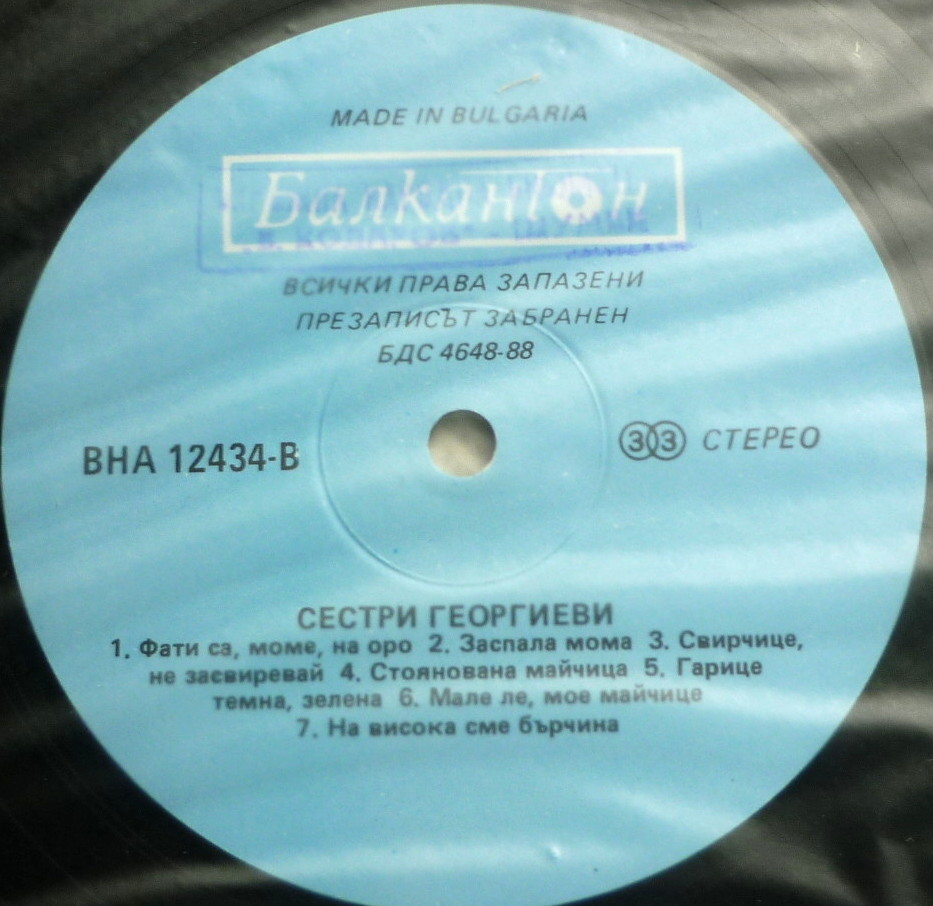 MADE IN BULGARIA
Балкантон
ВСИЧКИ ПРАВА ЗАПАЗЕНИ
ПРЕЗАПИСЪТ ЗАБРАНЕН
БДС 4648-88
ВНА 12434-В
33 СТЕРЕО
СЕСТРИ ГЕОРГИЕВИ
1. Фати са, моме, на оро 2. Заспала мома 3. Свирчице,
не засвиревай 4. Стоянована майчица 5. Гарице
темна, зелена 6. Мале ле, мое майчице
7. На висока сме бърчина